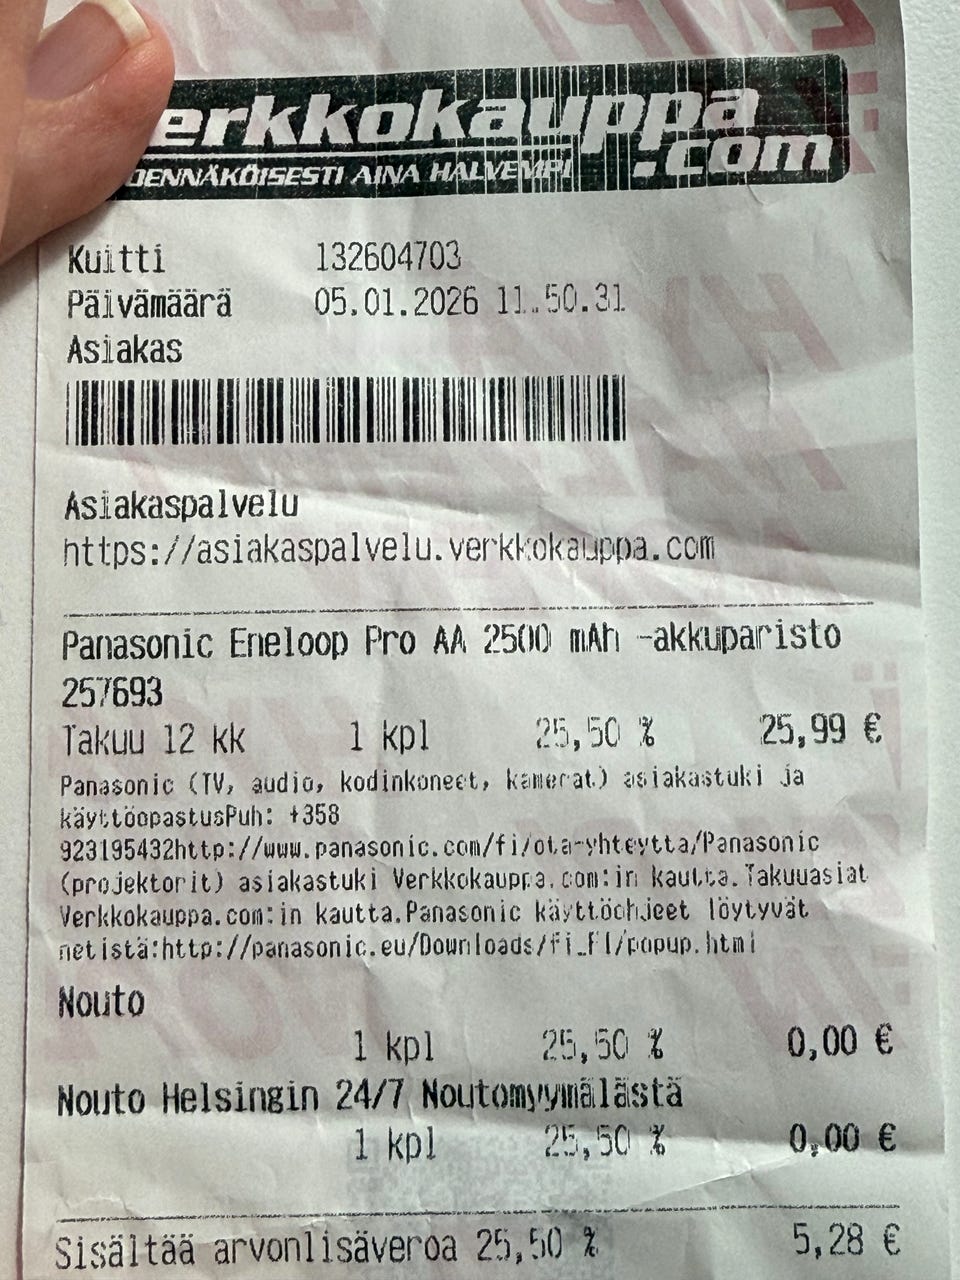 erkkokauppa
.com
DENNÄKÖISESTI AINA HALVEMPI
Kuitti 132604703
Päivämäärä 05.01.2026 11.50.31
Asiakas
Asiakaspalvelu
https://asiakaspalvelu.verkkokauppa.com
Panasonic Eneloop Pro AA 2500 mAh -akkuparisto
257693
Takuu 12 kk 1 kpl 25,50 % 25,99 €
Panasonic (TV, audio, kodinkoneet, kamerat) asiakastuki ja
käyttöopastusPuh: +358
923195432http://www.panasonic.com/fi/ota-yhteytta/Panasonic
(projektorit) asiakastuki Verkkokauppa.com:in kautta.Takuuasiat
Verkkokauppa.com:in kautta.Panasonic käyttöohjeet löytyvät
netistä:http://panasonic.eu/Downloads/fi_FI/popup.html
Nouto
1 kpl 25,50 % 0,00 €
Nouto Helsingin 24/7 Noutomyymälästä
1 kpl 25,50 % 0,00 €
Sisältää arvonlisäveroa 25,50 % 5,28 €